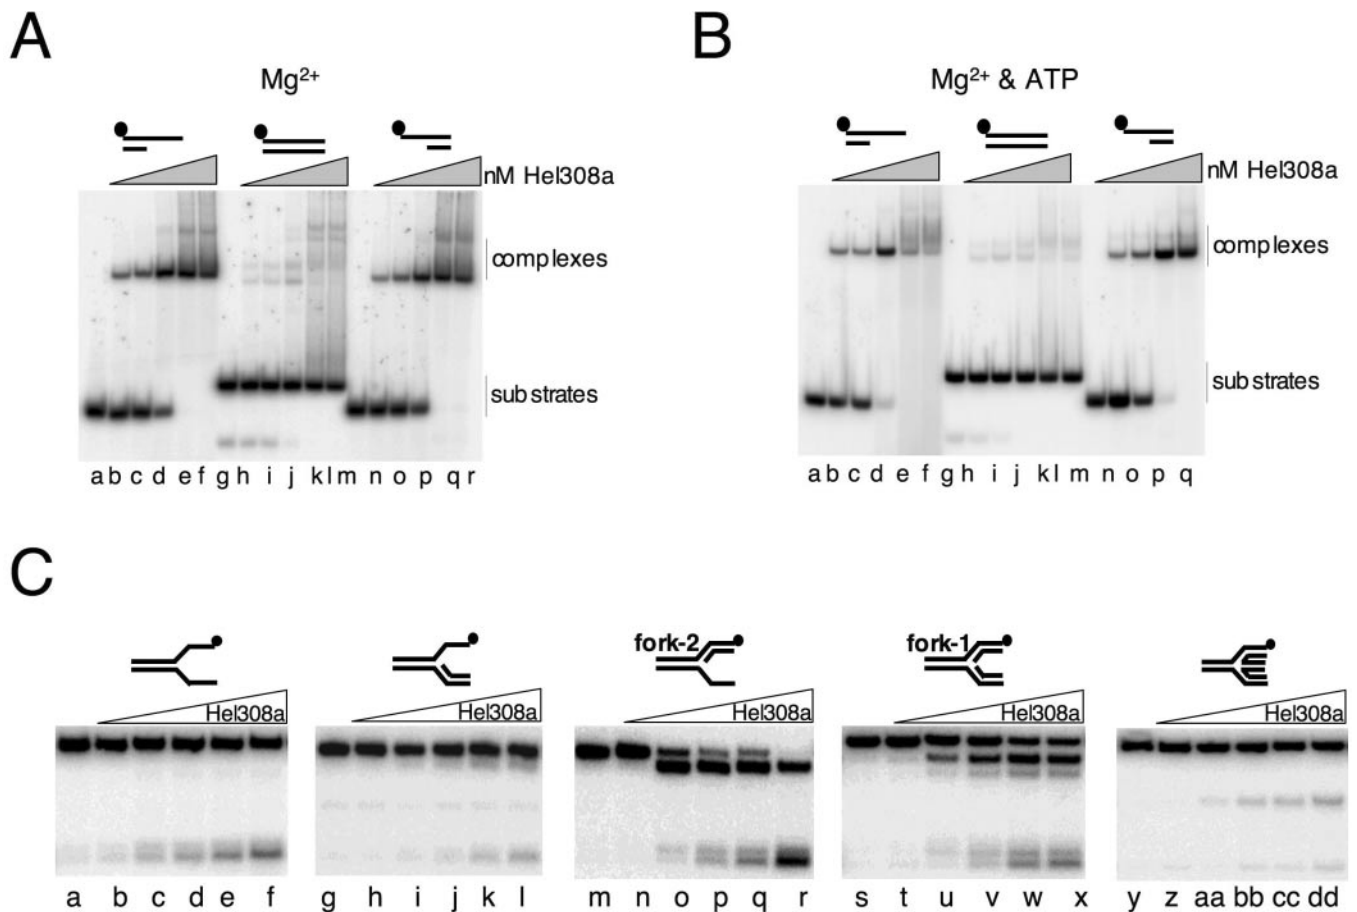 A
B
Mg²⁺
Mg²⁺ & ATP
nM Hel308a
nM Hel308a
complexes
complexes
substrates
substrates
a b c d e f g h i j k l m n o p q r
a b c d e f g h i j k l m n o p q
C
fork-2
fork-1
Hel308a
Hel308a
Hel308a
Hel308a
Hel308a
a b c d e f
g h i j k l
m n o p q r
s t u v w x
y z aa bb cc dd